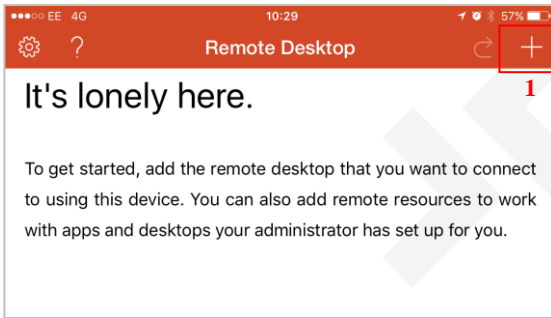 ●●●○○ EE 4G 10:29 57%
? Remote Desktop +
1
It's lonely here.
To get started, add the remote desktop that you want to connect
to using this device. You can also add remote resources to work
with apps and desktops your administrator has set up for you.